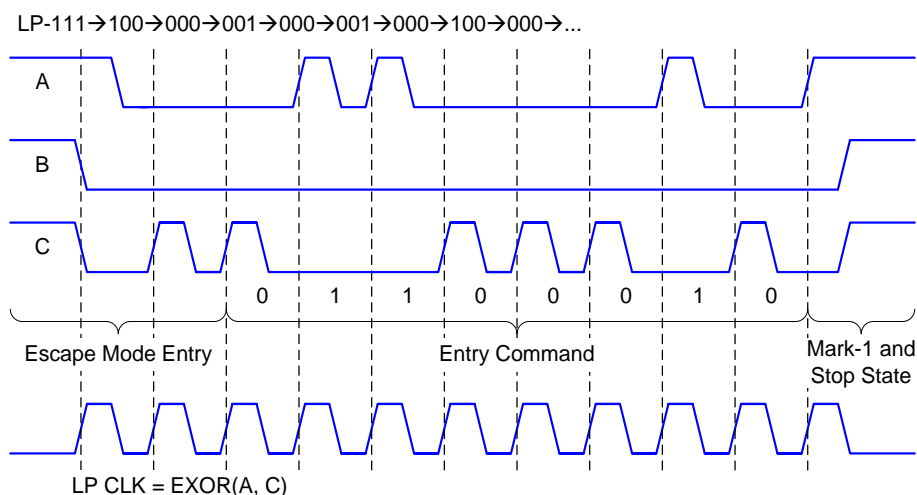 LP-111→100→000→001→000→001→000→100→000→...
A
B
C
0 1 1 0 0 0 1 0
Escape Mode Entry Entry Command Mark-1 and
Stop State
LP CLK = EXOR(A, C)